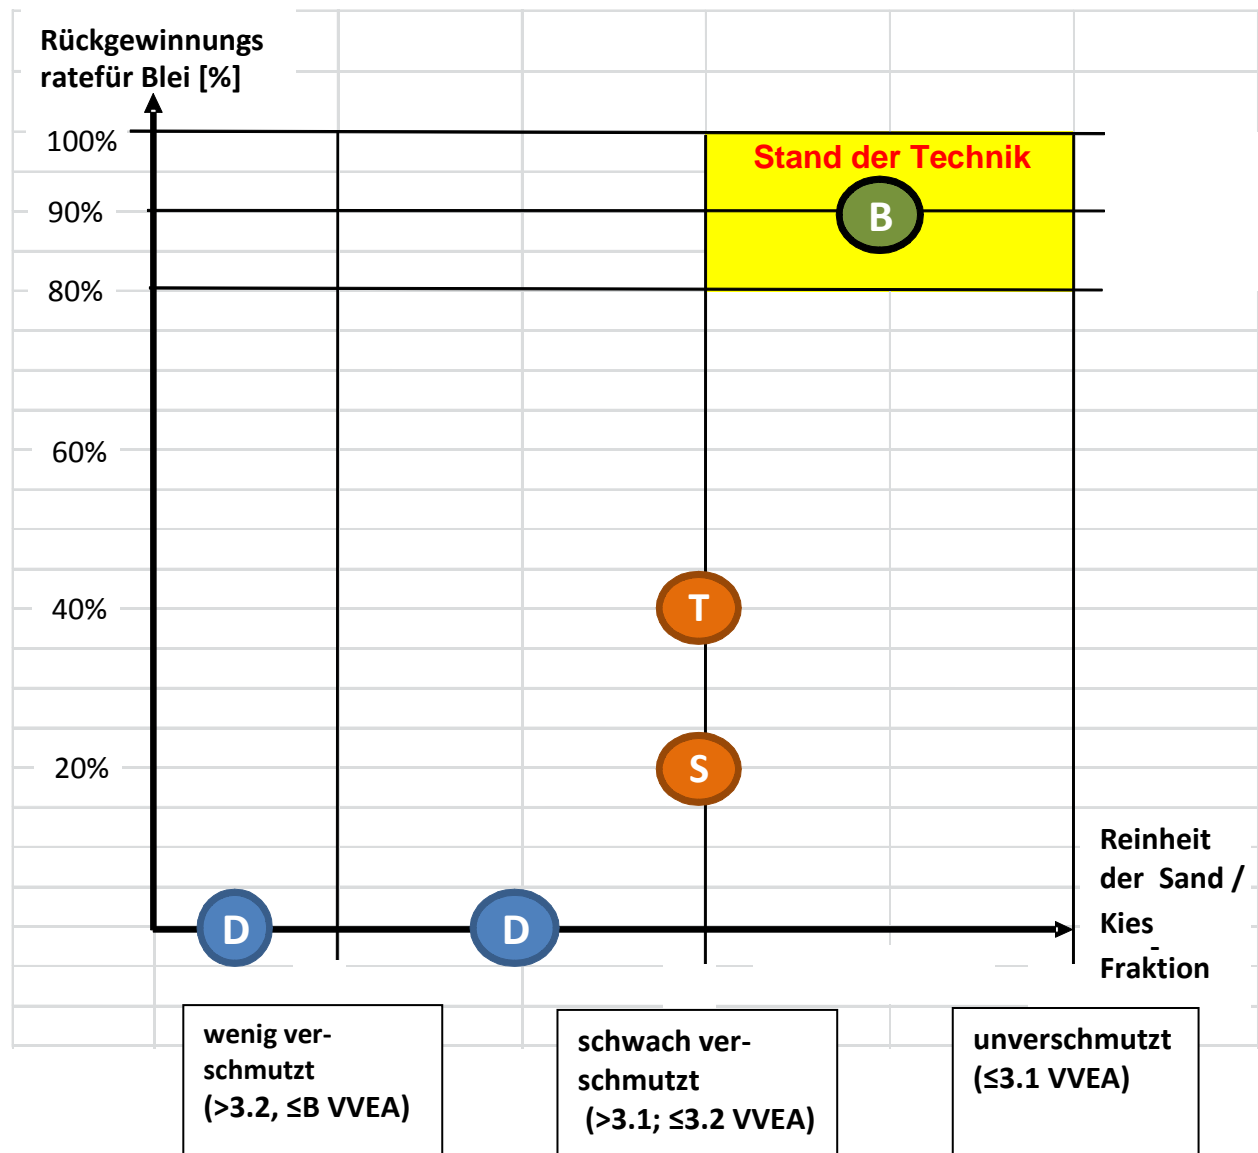 Rückgewinnungs
ratefür Blei [%]
100%
Stand der Technik
90%
B
80%
60%
40%
T
20%
S
Reinheit
der Sand /
Kies
-
Fraktion
D
D
wenig ver-
schmutzt
(>3.2, ≤B VVEA)
schwach ver-
schmutzt
(>3.1; ≤3.2 VVEA)
unverschmutzt
(≤3.1 VVEA)